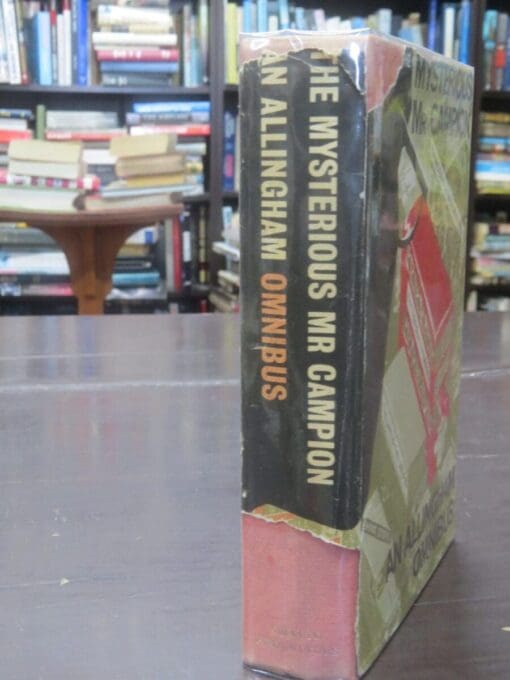 THE MYSTERIOUS MR CAMPION
AN ALLINGHAM OMNIBUS
MYSTERIOUS
MR CAMPION
AN ALLINGHAM
OMNIBUS